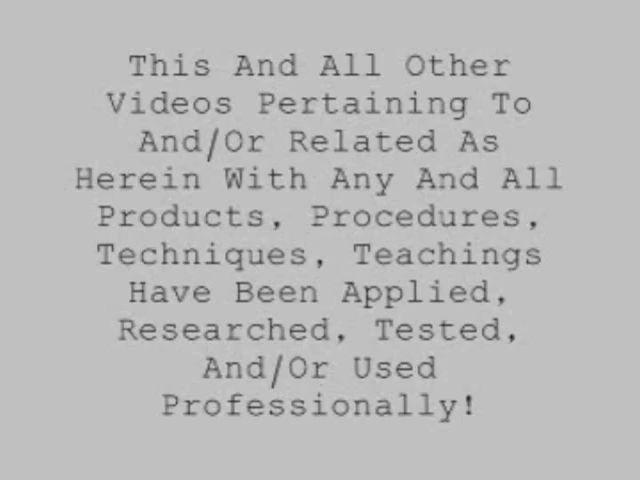 This And All Other
Videos Pertaining To
And/Or Related As
Herein With Any And All
Products, Procedures,
Techniques, Teachings
Have Been Applied,
Researched, Tested,
And/Or Used
Professionally!